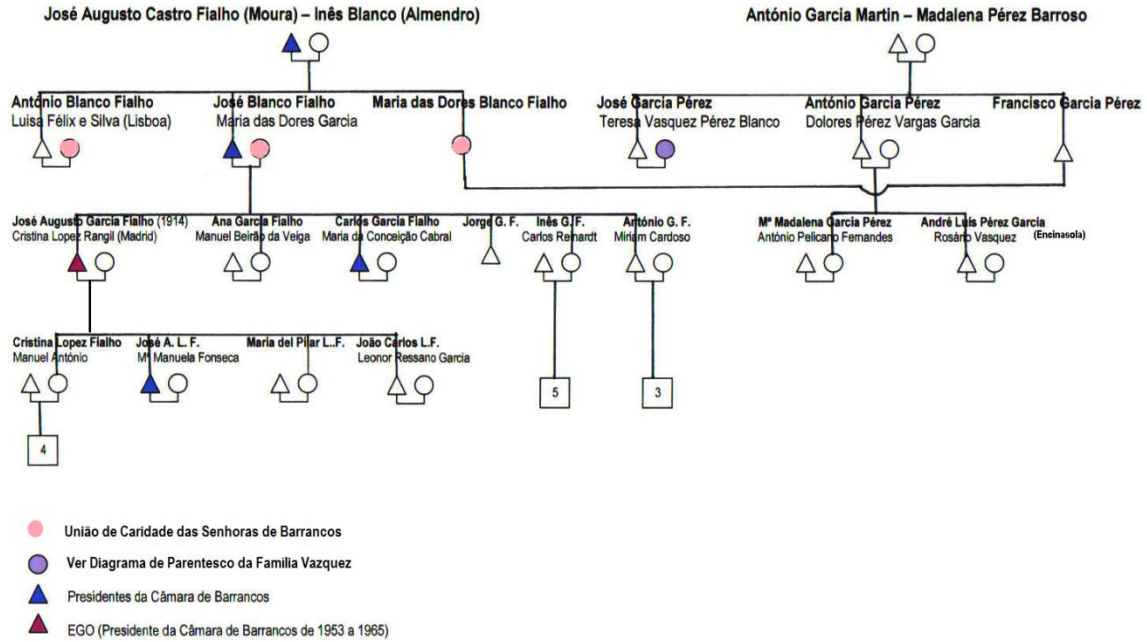 José Augusto Castro Fialho (Moura) – Inês Blanco (Almendro)
António Garcia Martin – Madalena Pérez Barroso
António Blanco Fialho
Luisa Félix e Silva (Lisboa)
José Blanco Fialho
Maria das Dores Garcia
Maria das Dores Blanco Fialho
José Garcia Pérez
Teresa Vasquez Pérez Blanco
António Garcia Pérez
Dolores Pérez Vargas Garcia
Francisco Garcia Pérez
José Augusto Garcia Fialho (1914)
Cristina Lopez Rangil (Madrid)
Ana Garcia Fialho
Manuel Beirão da Veiga
Carlos Garcia Fialho
Maria da Conceição Cabral
Jorge G. F.
Inês G. F.
Carlos Reihardt
António G. F.
Miriam Cardoso
Mª Madalena Garcia Pérez
António Pelicano Fernandes
André Luís Pérez Garcia
Rosário Vasquez
(Encinasola)
Cristina Lopez Fialho
Manuel António
José A. L. F.
Mª Manuela Fonseca
Maria del Pilar L..F.
João Carlos L.F.
Leonor Ressano Garcia
5
3
4
União de Caridade das Senhoras de Barrancos
Ver Diagrama de Parentesco da Família Vazquez
Presidentes da Câmara de Barrancos
EGO (Presidente da Câmara de Barrancos de 1953 a 1965)